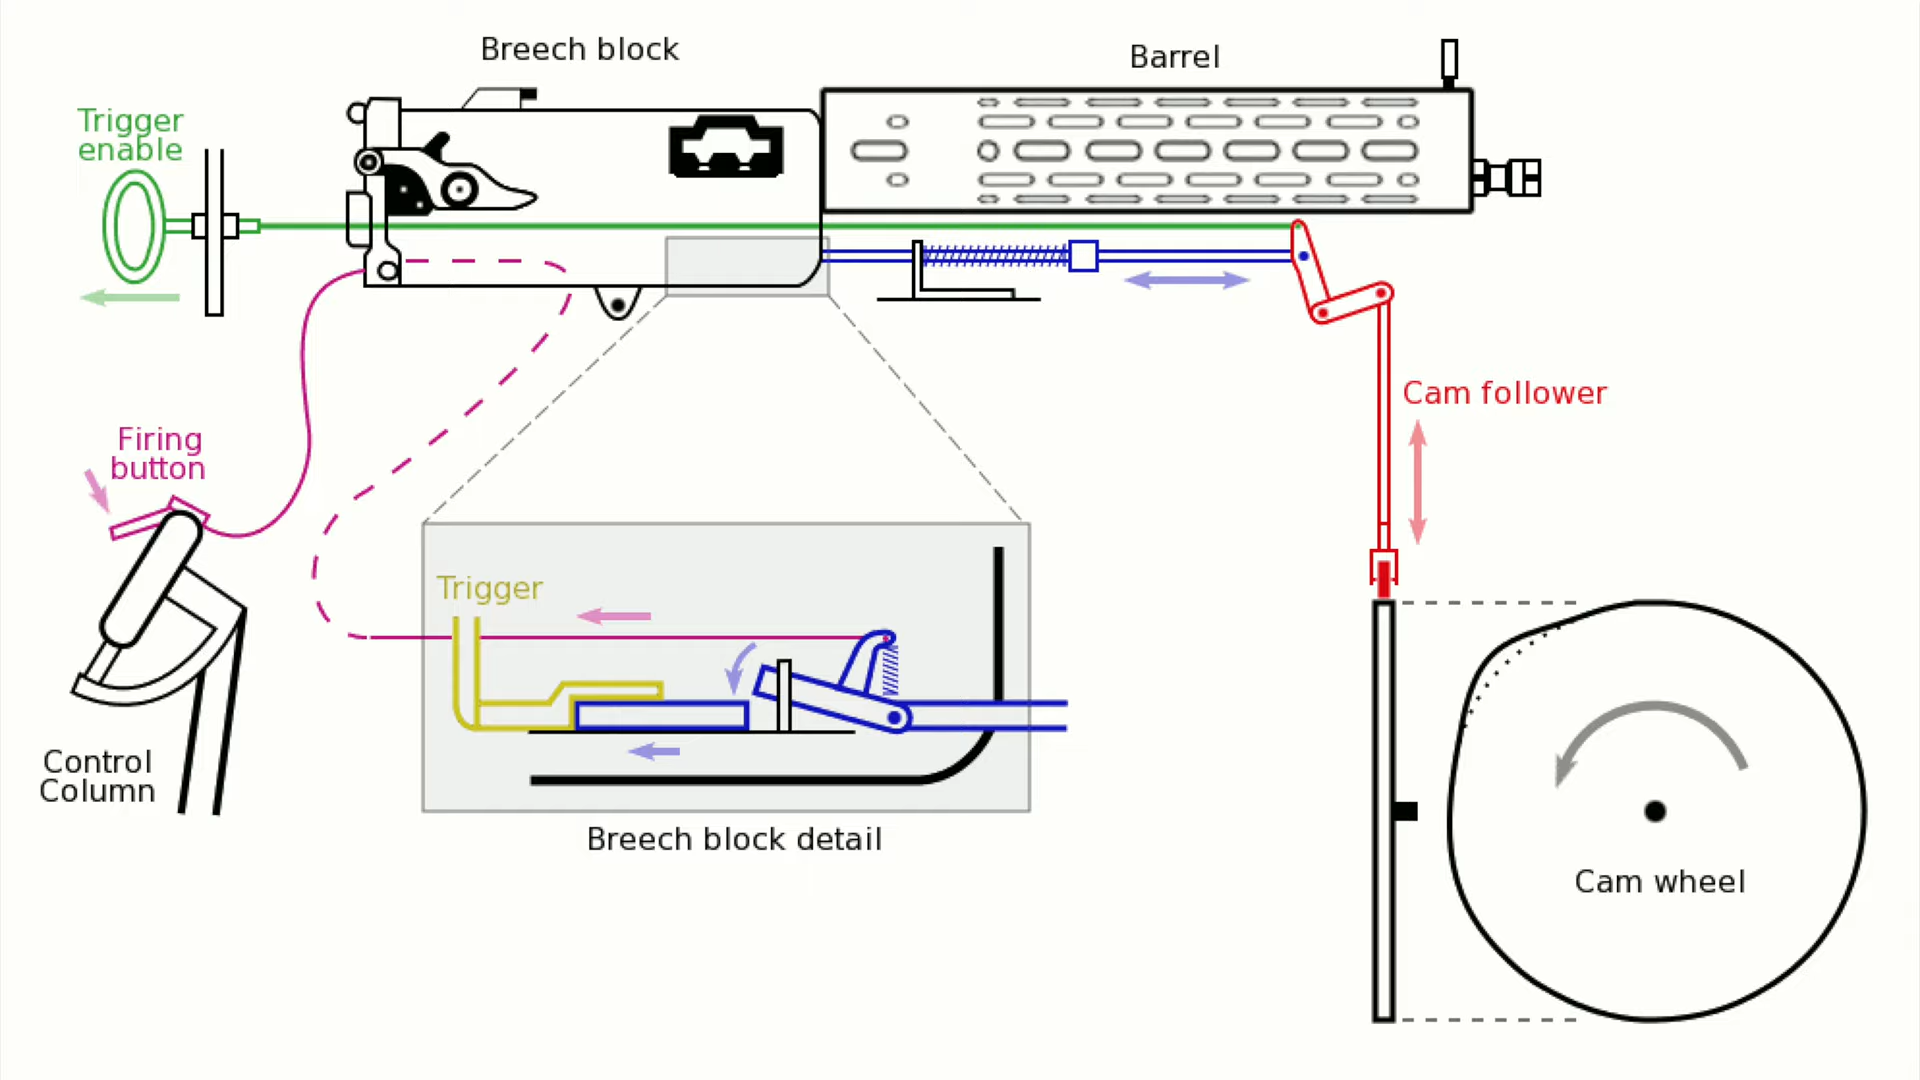 Breech block
Barrel
Trigger
enable
Cam follower
Firing
button
Trigger
Control
Column
Breech block detail
Cam wheel